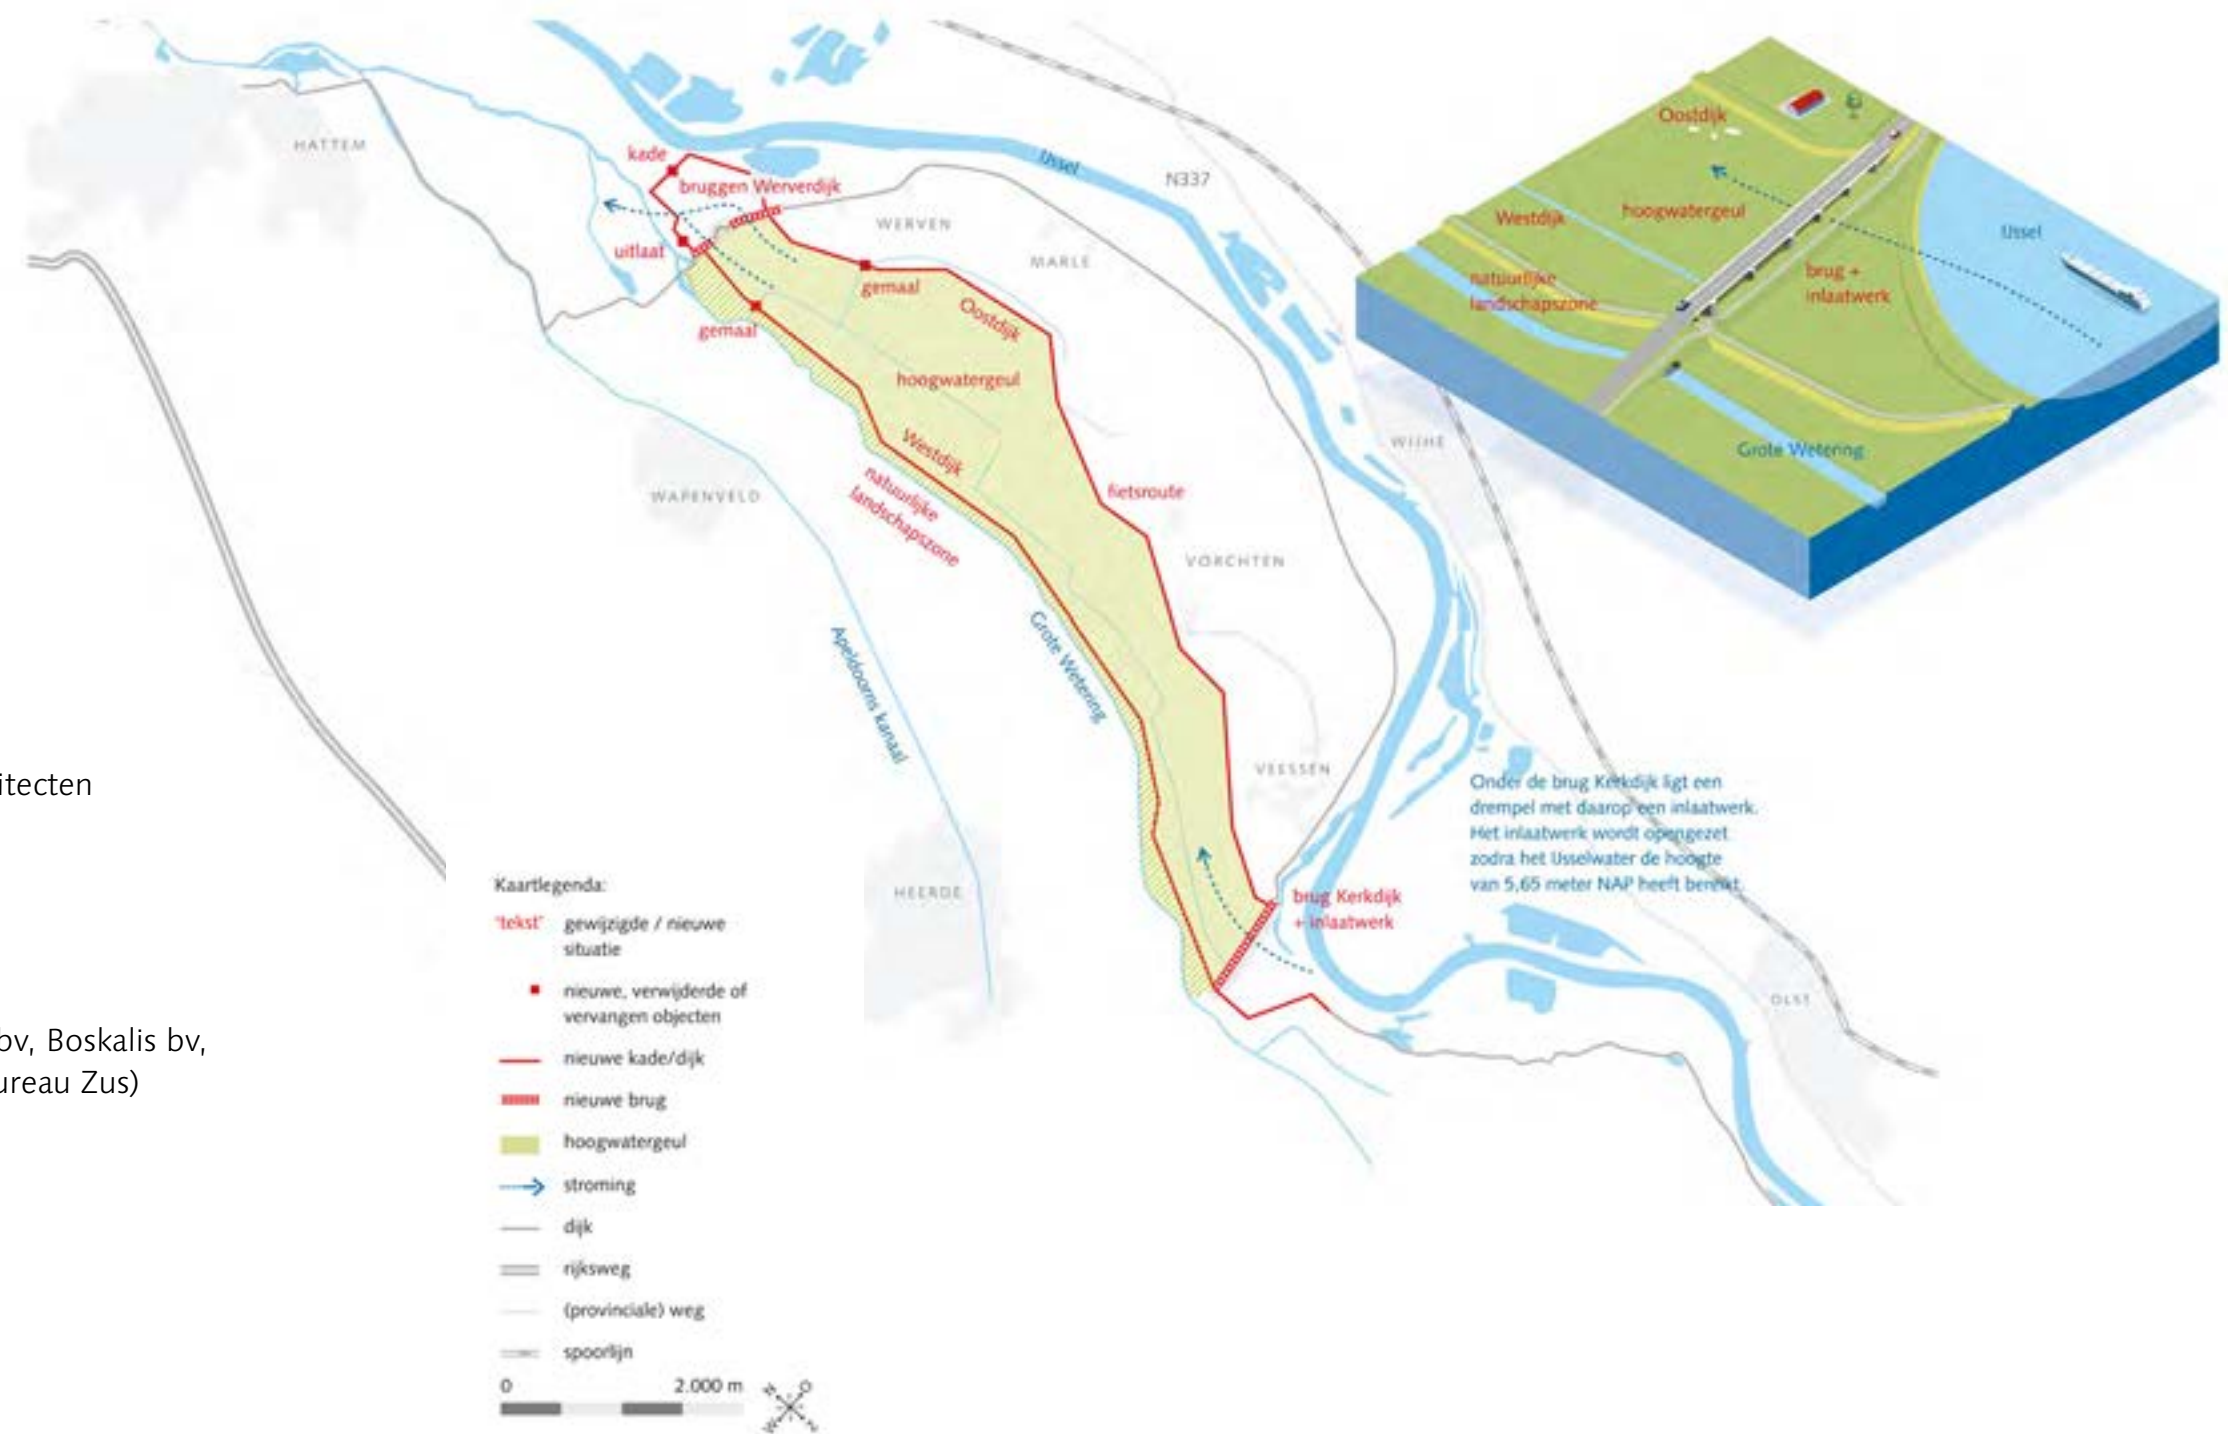 HATTEM
kade
bruggen Werverdijk
uitlaat
gemaal
gemaal
IJssel
N337
WERVEN
MARLE
Oostdijk
hoogwatergeul
Westdijk
natuurlijke
landschapszone
fietsroute
WIJHE
WAPENVELD
VORCHTEN
Grote Wetering
Apeldoorns kanaal
VEESSEN
HEERDE
brug Kerkdijk
+ inlaatwerk
OLST
Oostdijk
Westdijk
hoogwatergeul
IJssel
natuurlijke
landschapszone
brug +
inlaatwerk
Grote Wetering
Onder de brug Kerkdijk ligt een
drempel met daarop een inlaatwerk.
Het inlaatwerk wordt opengezet
zodra het IJsselwater de hoogte
van 5,65 meter NAP heeft bereikt.
itecten
bv, Boskalis bv,
ureau Zus)
Kaartlegenda:
"tekst" gewijzigde / nieuwe
situatie
nieuwe, verwijderde of
vervangen objecten
nieuwe kade/dijk
nieuwe brug
hoogwatergeul
stroming
dijk
rijksweg
(provinciale) weg
spoorlijn
0 2.000 m
N O
W Z